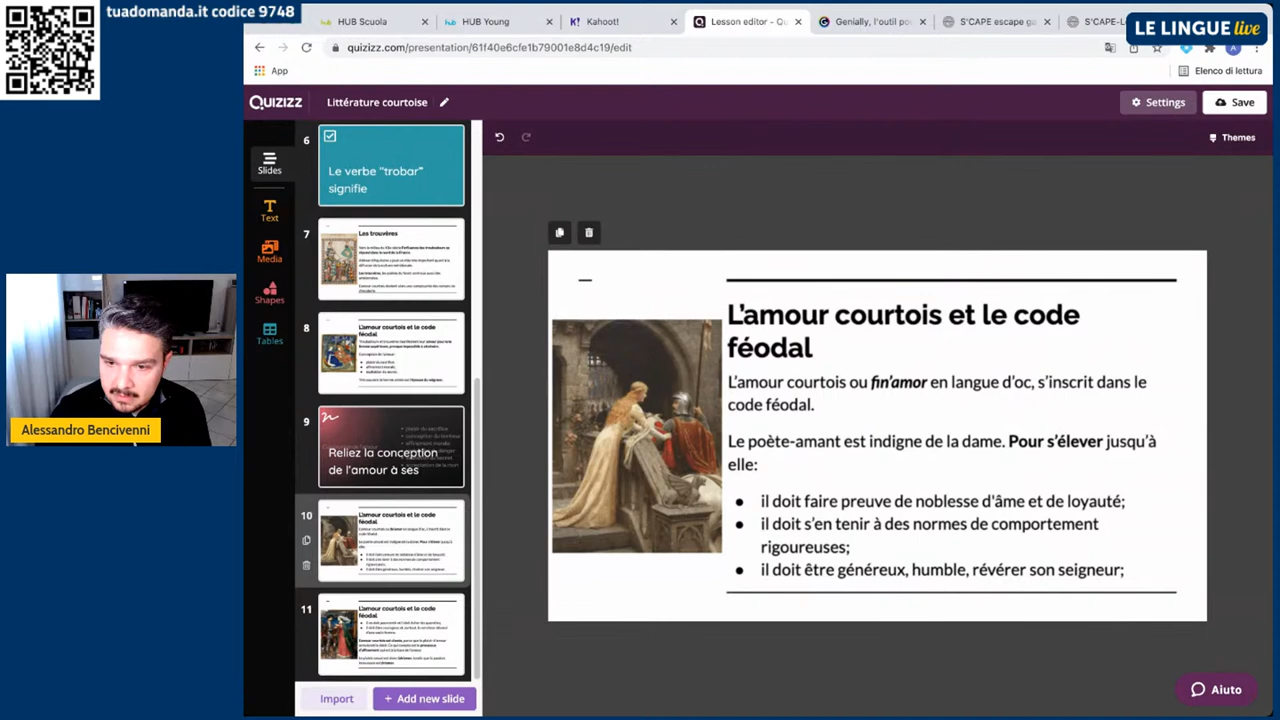 tuadomanda.it codice 9748
HUB Scuola
HUB Young
Kahoot!
Lesson editor - Qu
Genially, l'outil po
S'CAPE escape ga
S'CAPE-L
LE LINGUE live
quizizz.com/presentation/61f40e6cfe1b79001e8d4c19/edit
App
Elenco di lettura
QUIZIZZ
Littérature courtoise
Settings
Save
Themes
Slides
Text
Media
Shapes
Tables
6
Le verbe "trobar"
signifie
7
Les trouvères
8
L'amour courtois et le code
féodal
9
Reliez la conception
de l'amour à ses
10
L'amour courtois et le code
féodal
11
L'amour courtois et le code
féodal
Import
+ Add new slide
L'amour courtois et le code
féodal
L'amour courtois ou fin'amor en langue d'oc, s'inscrit dans le
code féodal.
Le poète-amant est indigne de la dame. Pour s'élever jusqu'à
elle:
● il doit faire preuve de noblesse d'âme et de loyauté;
● il doit s'en tenir à des normes de comportement
rigoureuses;
● il doit être généreux, humble, révérer son seigneur;
Aiuto
Alessandro Bencivenni